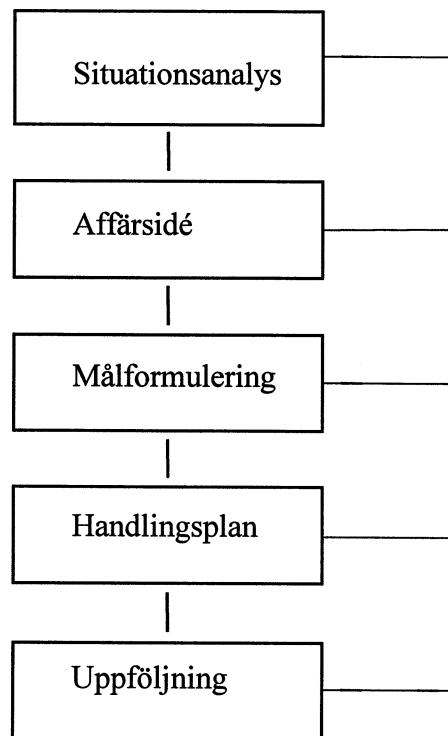 Situationsanalys
Affärsidé
Målformulering
Handlingsplan
Uppföljning